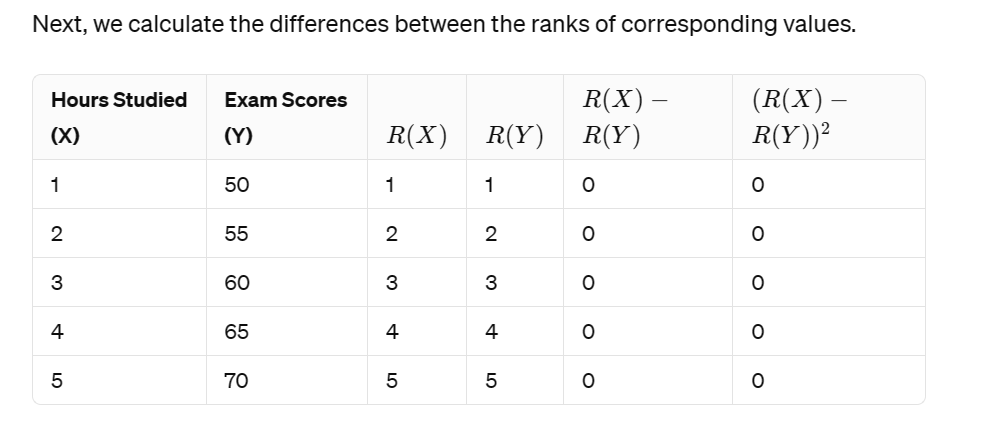 Next, we calculate the differences between the ranks of corresponding values.
Hours Studied (X) Exam Scores (Y) R(X) R(Y) R(X) − R(Y) (R(X) − R(Y))²
1 50 1 1 0 0
2 55 2 2 0 0
3 60 3 3 0 0
4 65 4 4 0 0
5 70 5 5 0 0